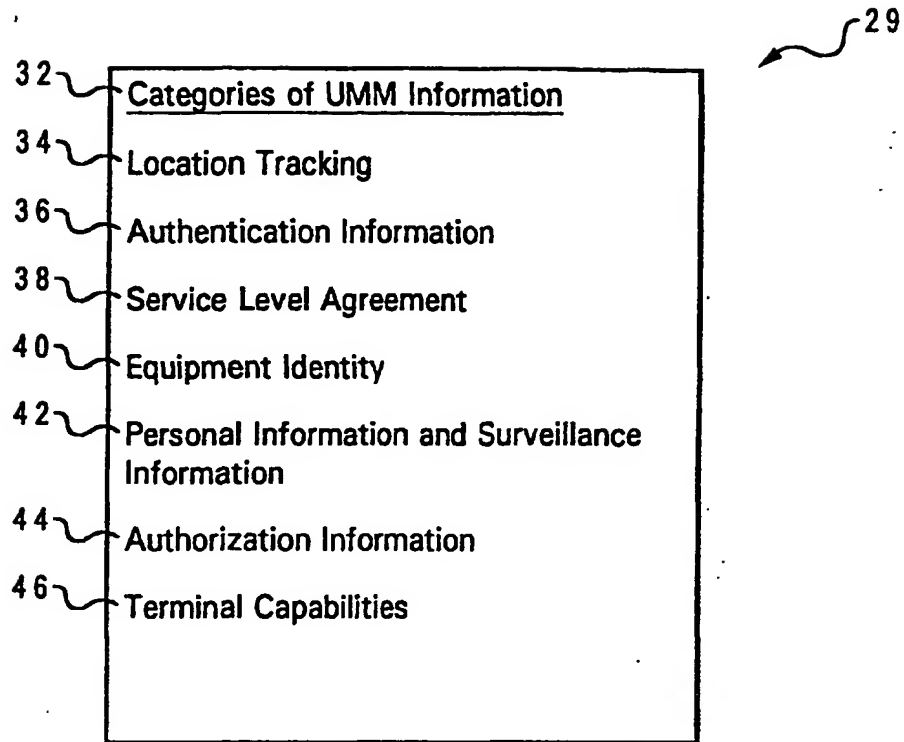 29
32 Categories of UMM Information
34 Location Tracking
36 Authentication Information
38 Service Level Agreement
40 Equipment Identity
42 Personal Information and Surveillance
Information
44 Authorization Information
46 Terminal Capabilities